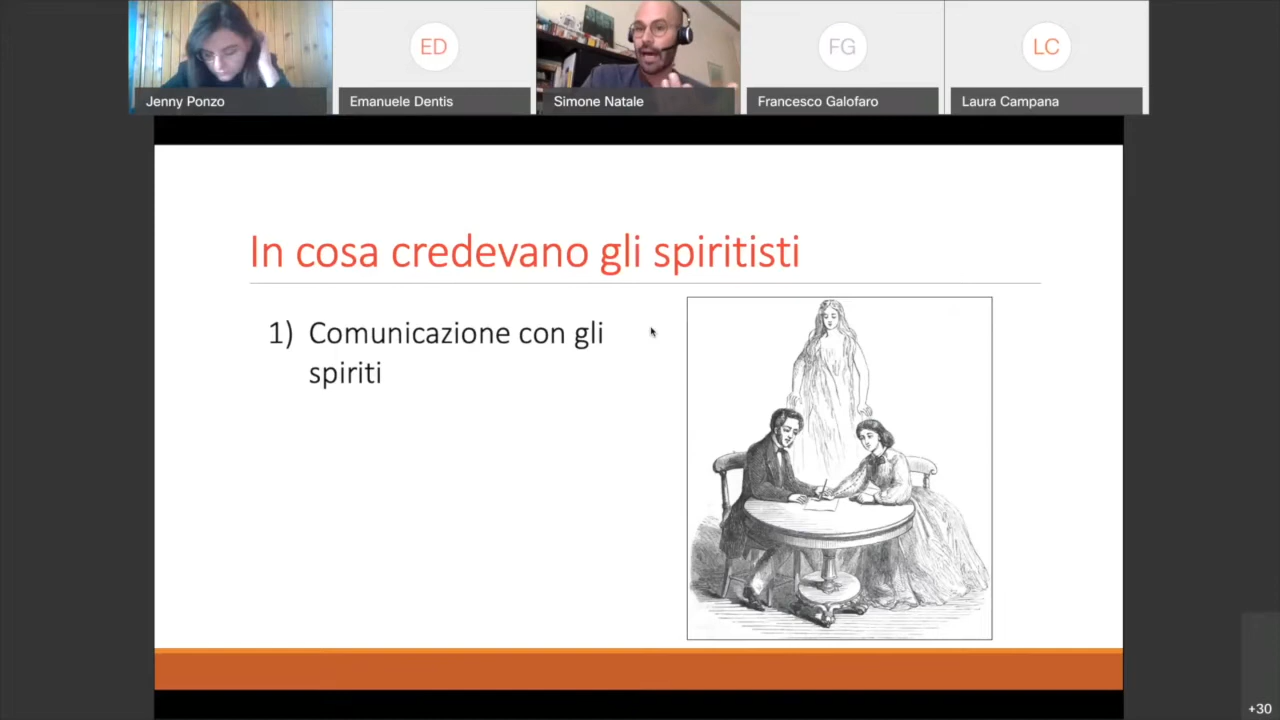 ED
FG
LC
Jenny Ponzo
Emanuele Dentis
Simone Natale
Francesco Galofaro
Laura Campana
In cosa credevano gli spiritisti
1) Comunicazione con gli
spiriti
+30